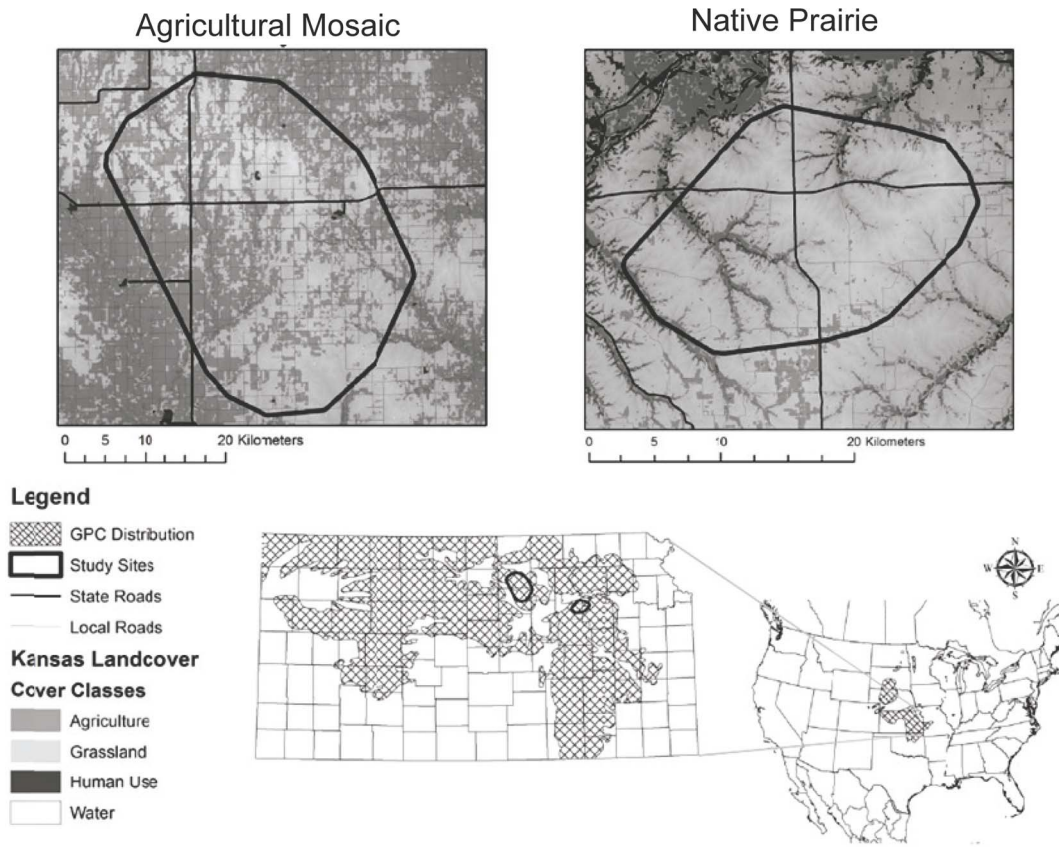 Agricultural Mosaic
Native Prairie
0 5 10 20 Kilometers
0 5 10 20 Kilometers
Legend
GPC Distribution
Study Sites
State Roads
Local Roads
Kansas Landcover
Cover Classes
Agriculture
Grassland
Human Use
Water
N
W E
S